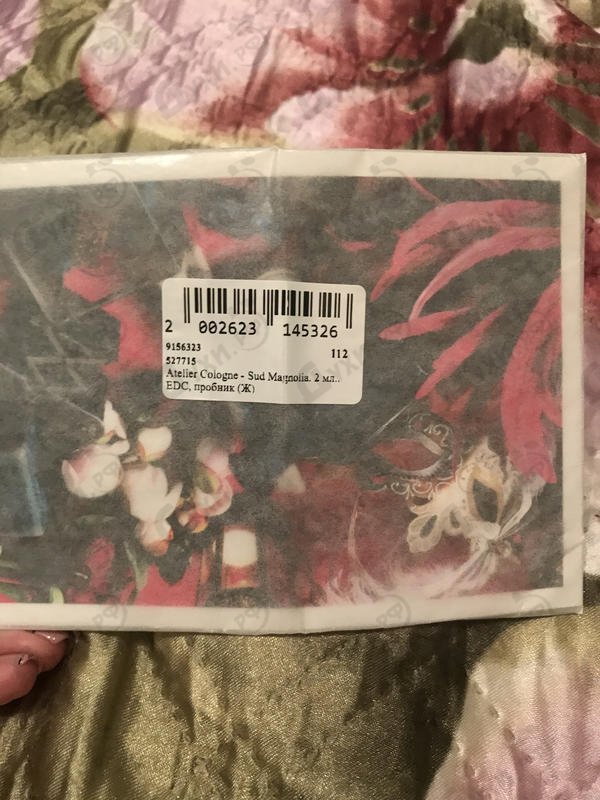 2 002623 145326
9156323 112
527715
Atelier Cologne - Sud Magnolia. 2 мл..
EDC, пробник (Ж)